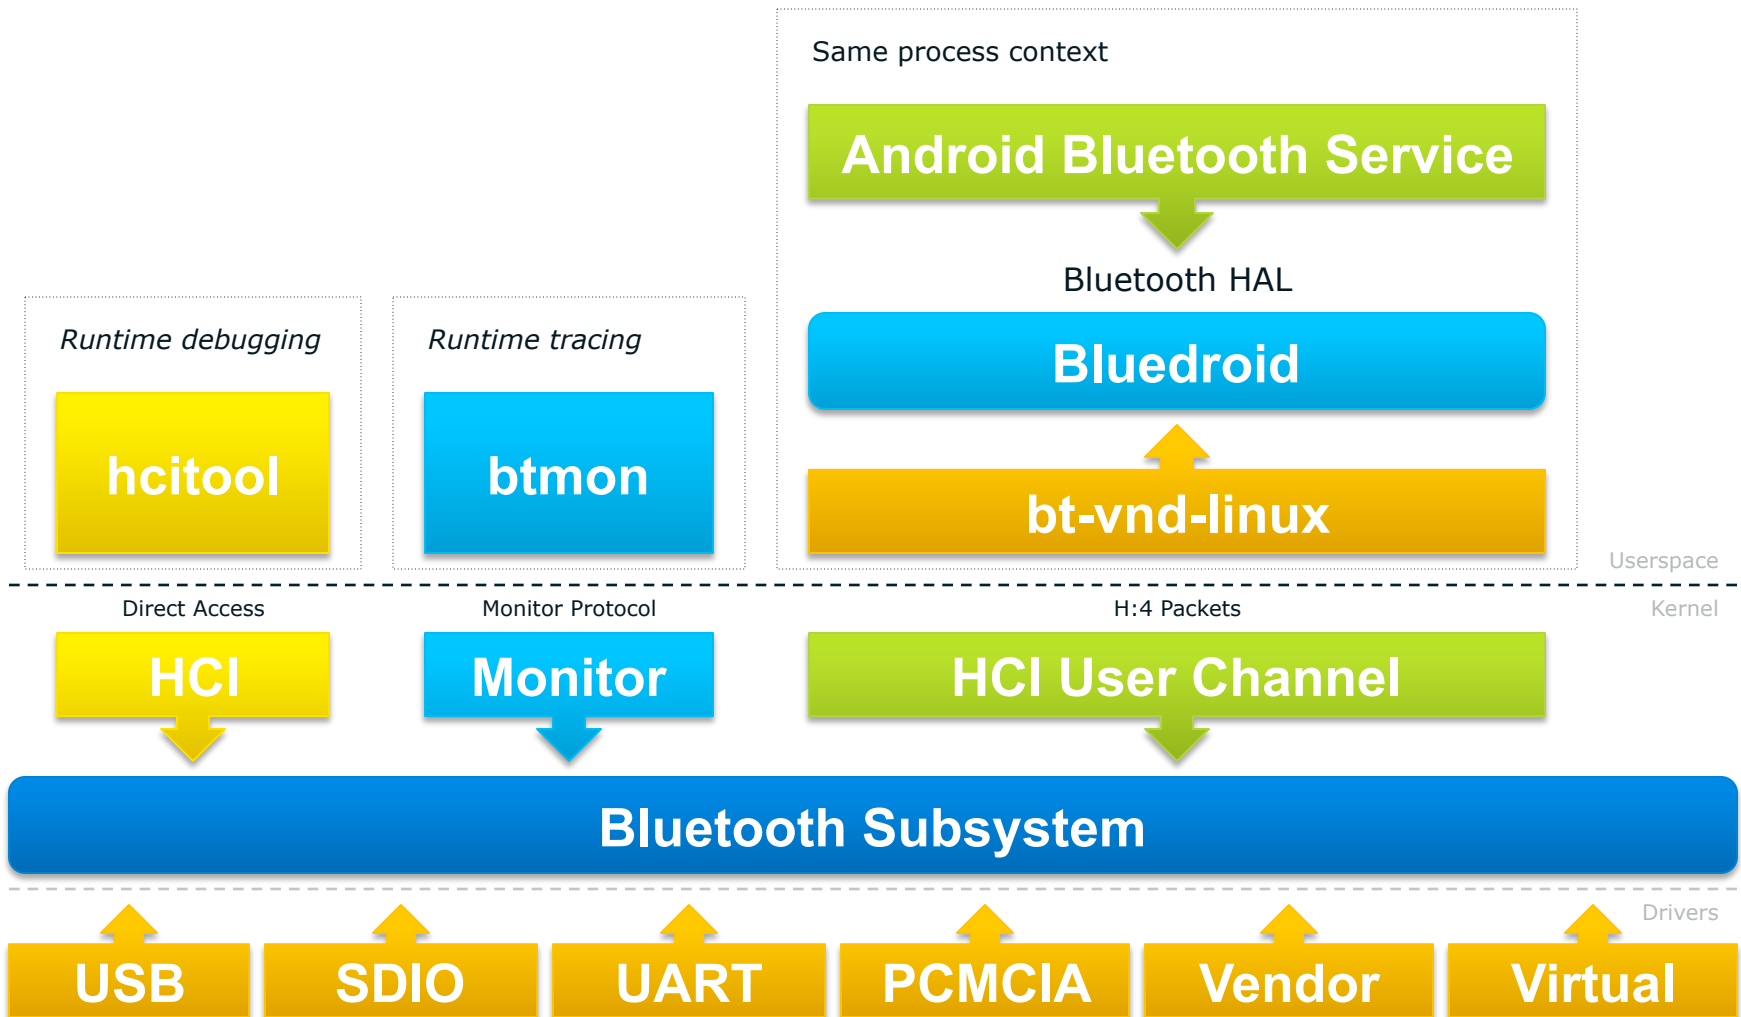 Same process context
Android Bluetooth Service
Bluetooth HAL
Runtime debugging
Runtime tracing
Bluedroid
hcitool
btmon
bt-vnd-linux
Userspace
Direct Access
Monitor Protocol
H:4 Packets
Kernel
HCI
Monitor
HCI User Channel
Bluetooth Subsystem
Drivers
USB
SDIO
UART
PCMCIA
Vendor
Virtual